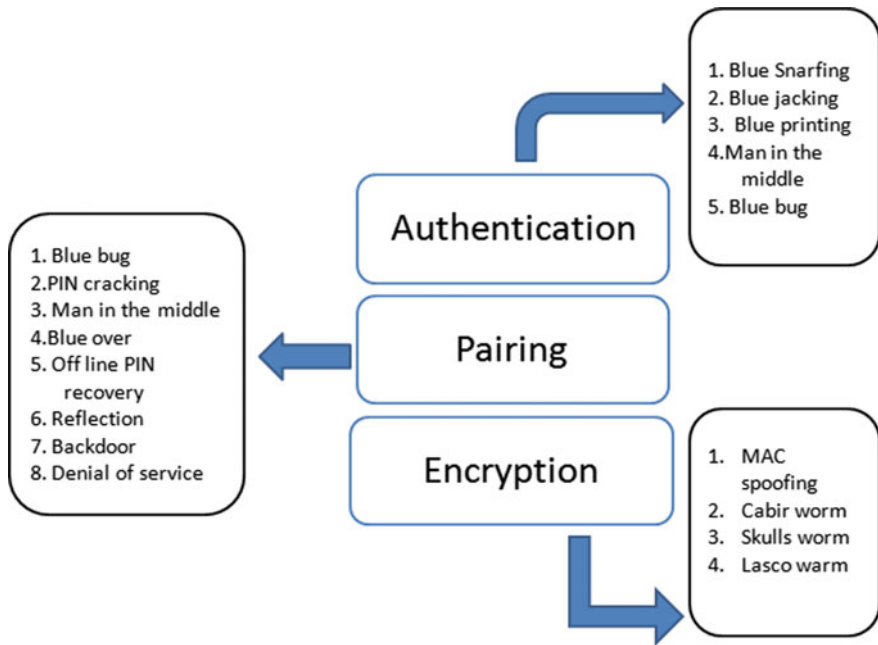 1. Blue Snarfing
2. Blue jacking
3. Blue printing
4.Man in the
middle
5. Blue bug
Authentication
1. Blue bug
2.PIN cracking
3. Man in the middle
4.Blue over
5. Off line PIN
recovery
6. Reflection
7. Backdoor
8. Denial of service
Pairing
Encryption
1. MAC
spoofing
2. Cabir worm
3. Skulls worm
4. Lasco warm